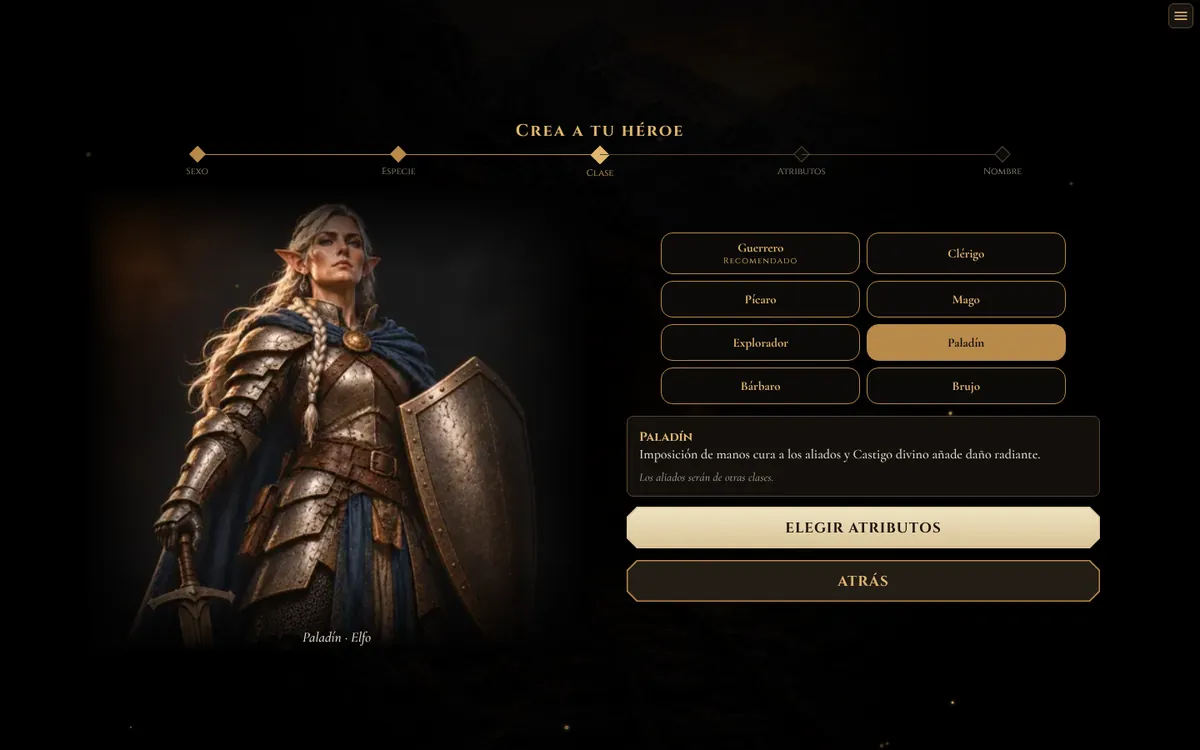 Crea a tu héroe
Sexo
Especie
Clase
Atributos
Nombre
Guerrero
Recomendado
Clérigo
Pícaro
Mago
Explorador
Paladín
Bárbaro
Brujo
Paladín
Imposición de manos cura a los aliados y Castigo divino añade daño radiante.
Los aliados serán de otras clases.
ELEGIR ATRIBUTOS
ATRÁS
Paladín · Elfo